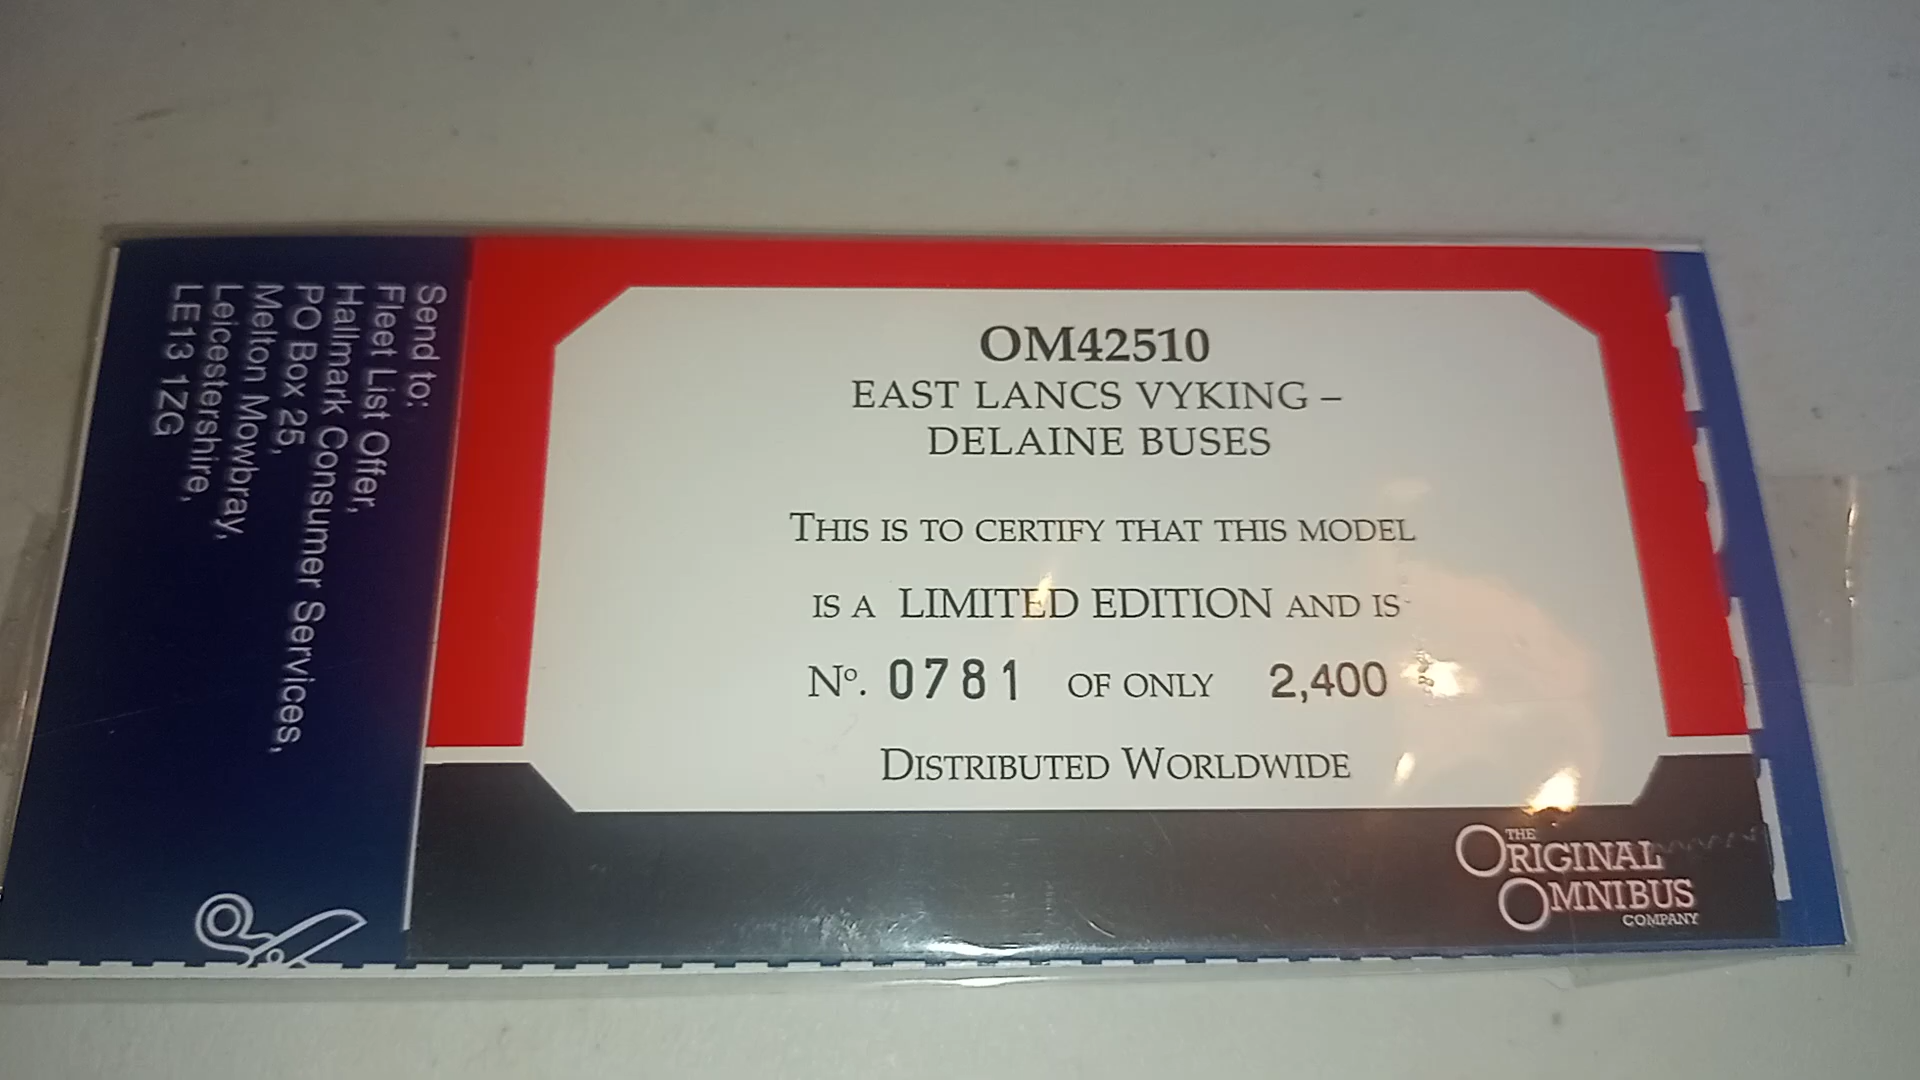 Send to:
Fleet List Offer,
Hallmark Consumer Services,
PO Box 25,
Melton Mowbray,
Leicestershire,
LE13 1ZG
OM42510
EAST LANCS VYKING –
DELAINE BUSES
THIS IS TO CERTIFY THAT THIS MODEL
IS A LIMITED EDITION AND IS
Nº. 0781 OF ONLY 2,400
DISTRIBUTED WORLDWIDE
THE
ORIGINAL
OMNIBUS
COMPANY